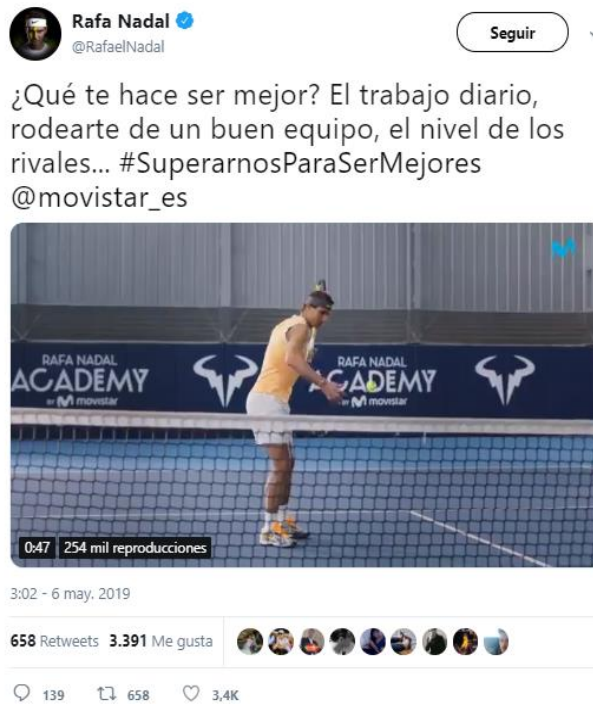 Rafa Nadal
@RafaelNadal
Seguir
¿Qué te hace ser mejor? El trabajo diario,
rodearte de un buen equipo, el nivel de los
rivales... #SuperarnosParaSerMejores
@movistar_es
RAFA NADAL
ACADEMY
BY movistar
RAFA NADAL
ACADEMY
BY movistar
0:47 254 mil reproducciones
3:02 - 6 may. 2019
658 Retweets 3.391 Me gusta
139 658 3,4K